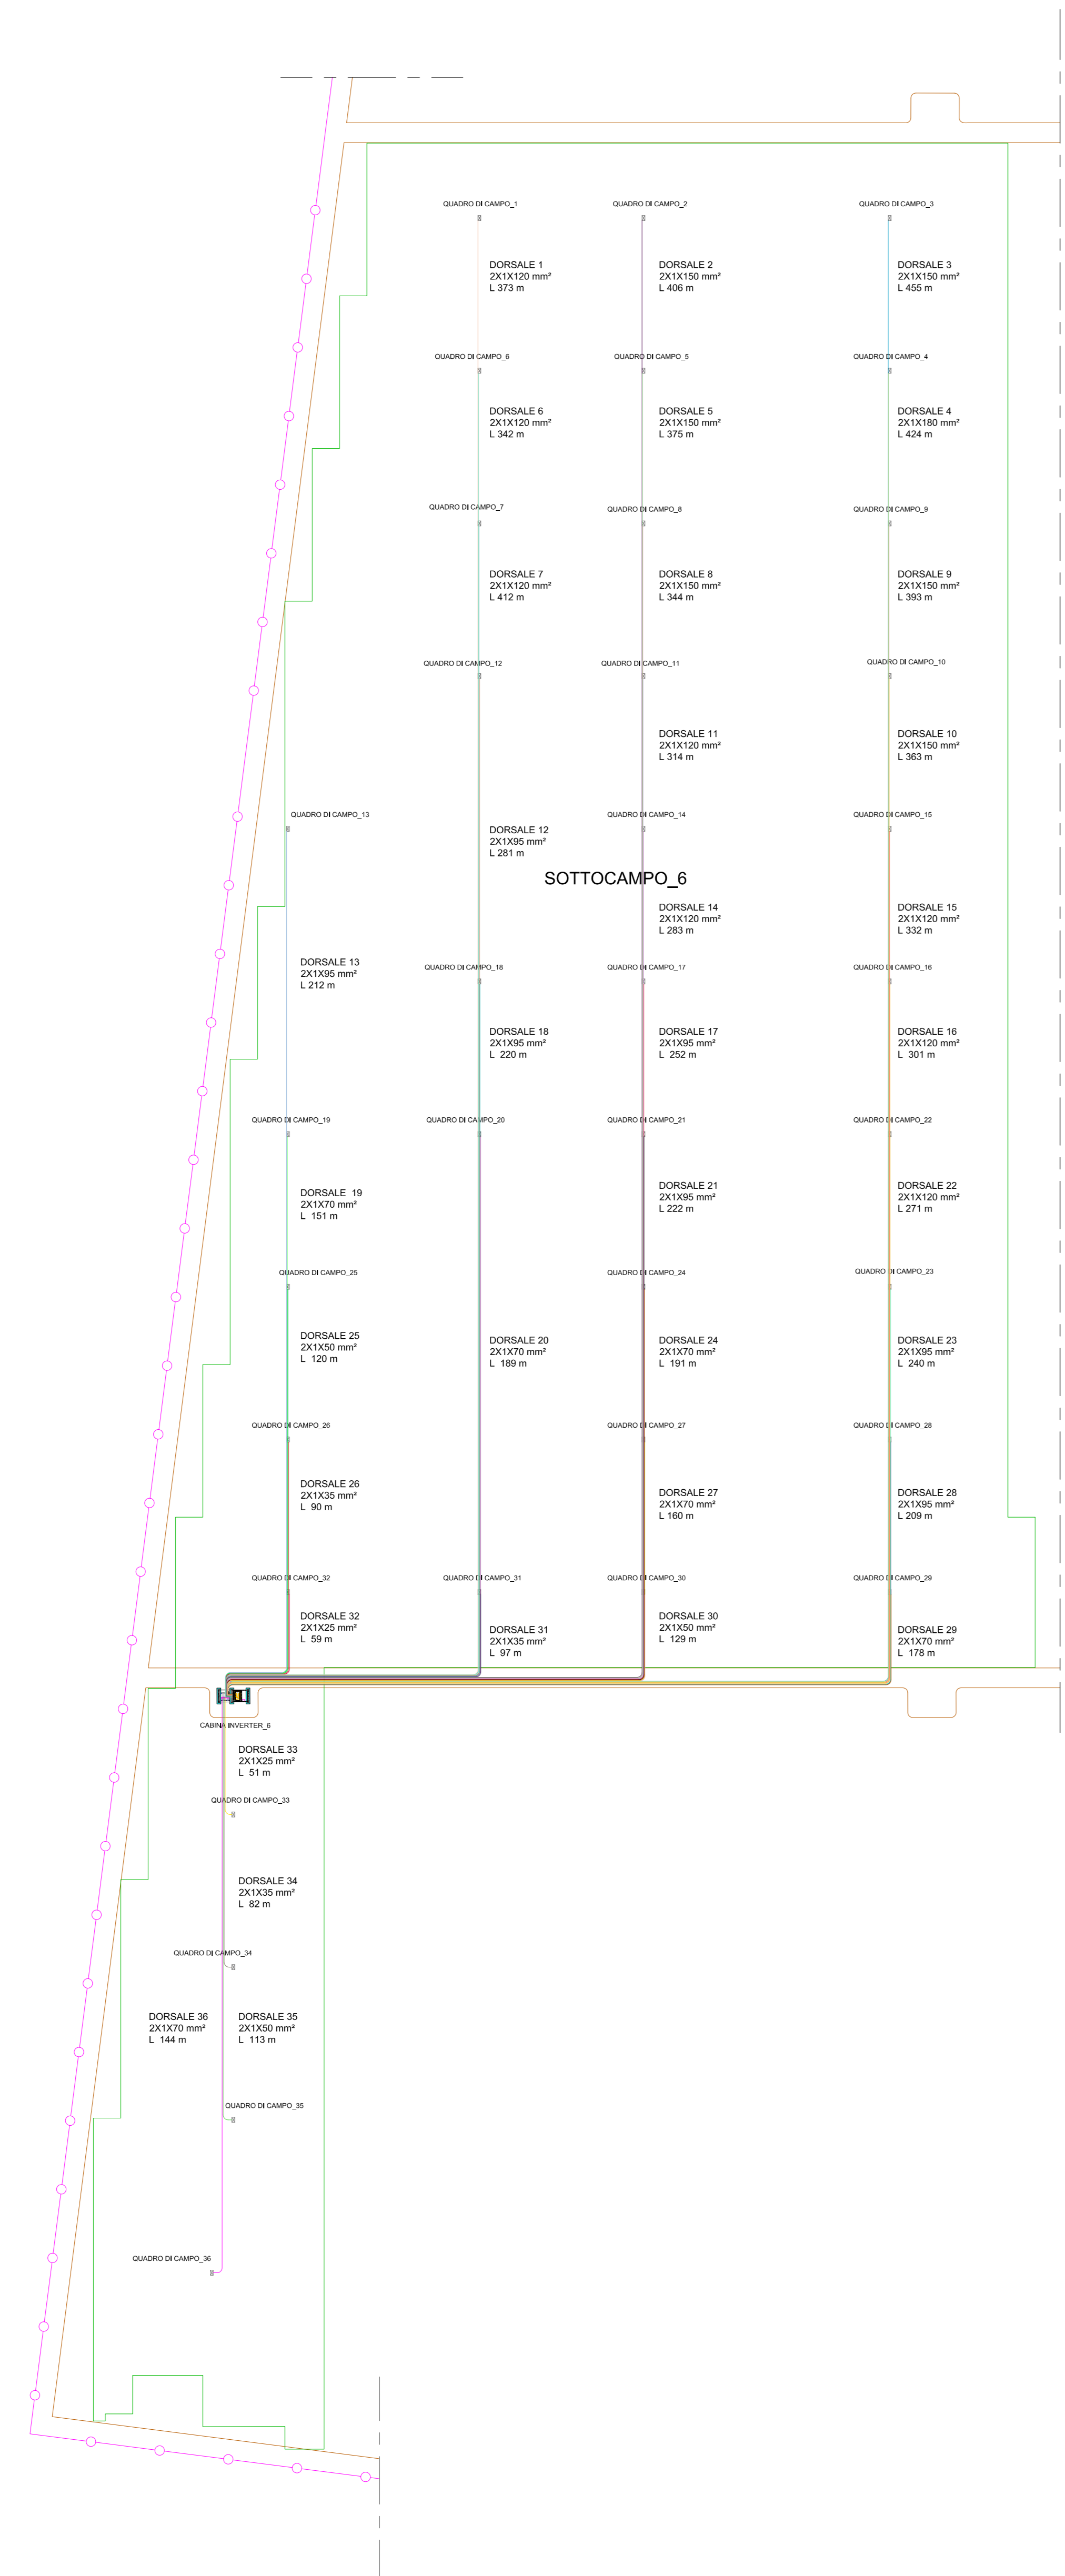 QUADRO DI CAMPO_1
QUADRO DI CAMPO_2
QUADRO DI CAMPO_3
DORSALE 1
2X1X120 mm²
L 373 m
DORSALE 2
2X1X150 mm²
L 406 m
DORSALE 3
2X1X150 mm²
L 455 m
QUADRO DI CAMPO_6
QUADRO DI CAMPO_5
QUADRO DI CAMPO_4
DORSALE 6
2X1X120 mm²
L 342 m
DORSALE 5
2X1X150 mm²
L 375 m
DORSALE 4
2X1X180 mm²
L 424 m
QUADRO DI CAMPO_7
QUADRO DI CAMPO_8
QUADRO DI CAMPO_9
DORSALE 7
2X1X120 mm²
L 412 m
DORSALE 8
2X1X150 mm²
L 344 m
DORSALE 9
2X1X150 mm²
L 393 m
QUADRO DI CAMPO_12
QUADRO DI CAMPO_11
QUADRO DI CAMPO_10
DORSALE 11
2X1X120 mm²
L 314 m
DORSALE 10
2X1X150 mm²
L 363 m
QUADRO DI CAMPO_13
QUADRO DI CAMPO_14
QUADRO DI CAMPO_15
DORSALE 12
2X1X95 mm²
L 281 m
SOTTOCAMPO_6
DORSALE 14
2X1X120 mm²
L 283 m
DORSALE 15
2X1X120 mm²
L 332 m
DORSALE 13
2X1X95 mm²
L 212 m
QUADRO DI CAMPO_18
QUADRO DI CAMPO_17
QUADRO DI CAMPO_16
DORSALE 18
2X1X95 mm²
L 220 m
DORSALE 17
2X1X95 mm²
L 252 m
DORSALE 16
2X1X120 mm²
L 301 m
QUADRO DI CAMPO_19
QUADRO DI CAMPO_20
QUADRO DI CAMPO_21
QUADRO DI CAMPO_22
DORSALE 19
2X1X70 mm²
L 151 m
DORSALE 21
2X1X95 mm²
L 222 m
DORSALE 22
2X1X120 mm²
L 271 m
QUADRO DI CAMPO_25
QUADRO DI CAMPO_24
QUADRO DI CAMPO_23
DORSALE 25
2X1X50 mm²
L 120 m
DORSALE 20
2X1X70 mm²
L 189 m
DORSALE 24
2X1X70 mm²
L 191 m
DORSALE 23
2X1X95 mm²
L 240 m
QUADRO DI CAMPO_26
QUADRO DI CAMPO_27
QUADRO DI CAMPO_28
DORSALE 26
2X1X35 mm²
L 90 m
DORSALE 27
2X1X70 mm²
L 160 m
DORSALE 28
2X1X95 mm²
L 209 m
QUADRO DI CAMPO_32
QUADRO DI CAMPO_31
QUADRO DI CAMPO_30
QUADRO DI CAMPO_29
DORSALE 32
2X1X25 mm²
L 59 m
DORSALE 31
2X1X35 mm²
L 97 m
DORSALE 30
2X1X50 mm²
L 129 m
DORSALE 29
2X1X70 mm²
L 178 m
CABINA INVERTER_6
DORSALE 33
2X1X25 mm²
L 51 m
QUADRO DI CAMPO_33
DORSALE 34
2X1X35 mm²
L 82 m
QUADRO DI CAMPO_34
DORSALE 36
2X1X70 mm²
L 144 m
DORSALE 35
2X1X50 mm²
L 113 m
QUADRO DI CAMPO_35
QUADRO DI CAMPO_36